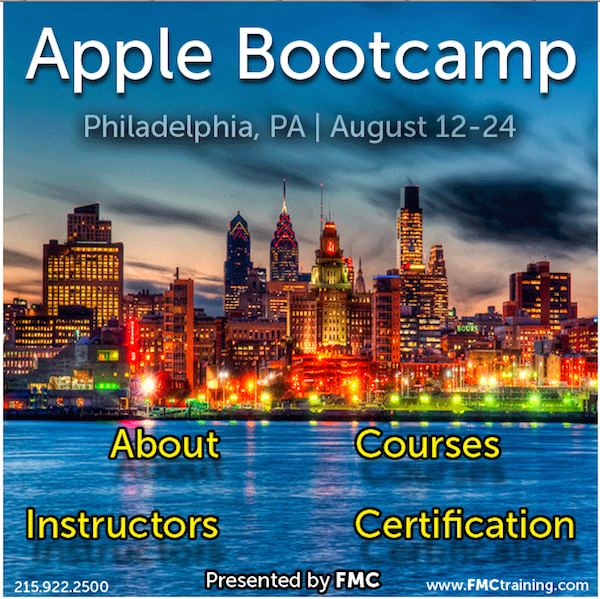 Apple Bootcamp
Philadelphia, PA | August 12-24
About Courses
Instructors Certification
215.922.2500 Presented by FMC www.FMCtraining.com